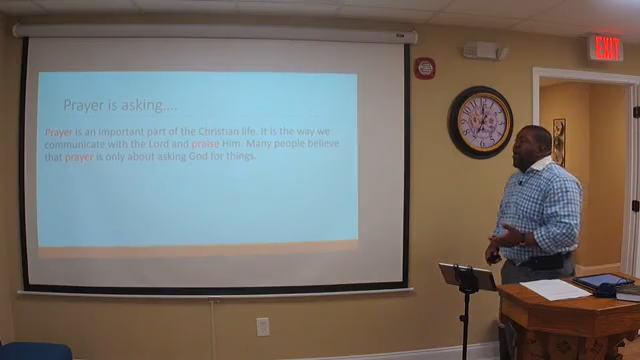 Prayer is asking....
Prayer is an important part of the Christian life. It is the way we
communicate with the Lord and praise Him. Many people believe
that prayer is only about asking God for things.
EXIT